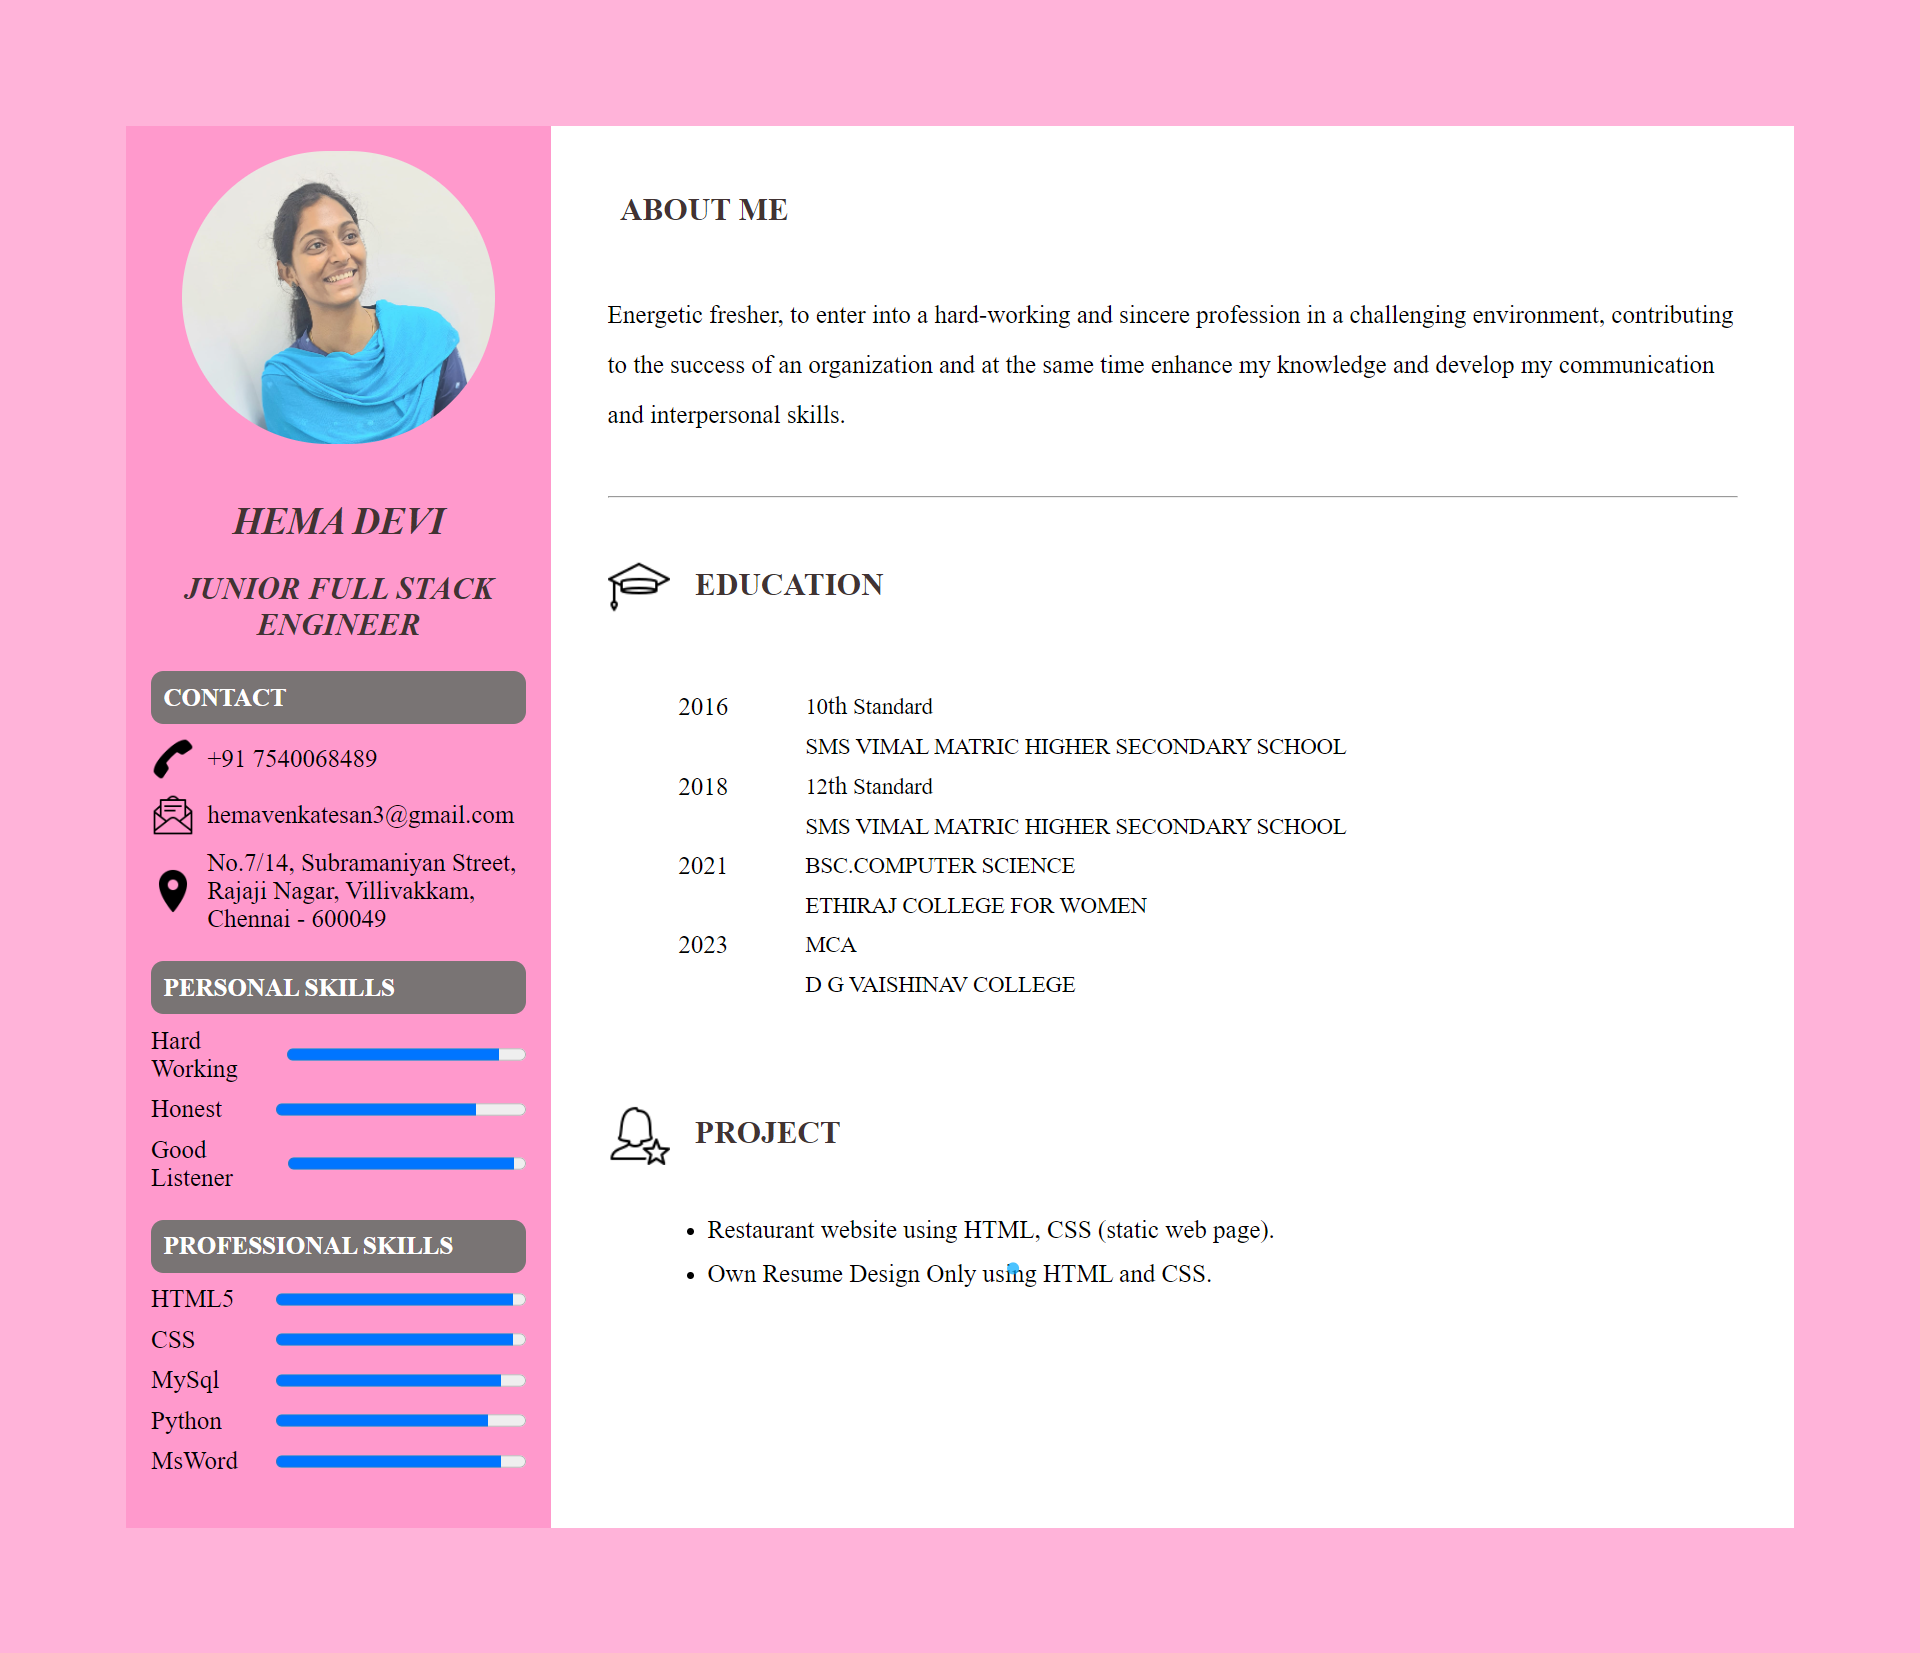 HEMA DEVI
JUNIOR FULL STACK
ENGINEER
CONTACT
+91 7540068489
hemavenkatesan3@gmail.com
No.7/14, Subramaniyan Street,
Rajaji Nagar, Villivakkam,
Chennai - 600049
PERSONAL SKILLS
Hard
Working
Honest
Good
Listener
PROFESSIONAL SKILLS
HTML5
CSS
MySql
Python
MsWord
ABOUT ME
Energetic fresher, to enter into a hard-working and sincere profession in a challenging environment, contributing
to the success of an organization and at the same time enhance my knowledge and develop my communication
and interpersonal skills.
EDUCATION
2016 10th Standard
SMS VIMAL MATRIC HIGHER SECONDARY SCHOOL
2018 12th Standard
SMS VIMAL MATRIC HIGHER SECONDARY SCHOOL
2021 BSC.COMPUTER SCIENCE
ETHIRAJ COLLEGE FOR WOMEN
2023 MCA
D G VAISHINAV COLLEGE
PROJECT
• Restaurant website using HTML, CSS (static web page).
• Own Resume Design Only using HTML and CSS.